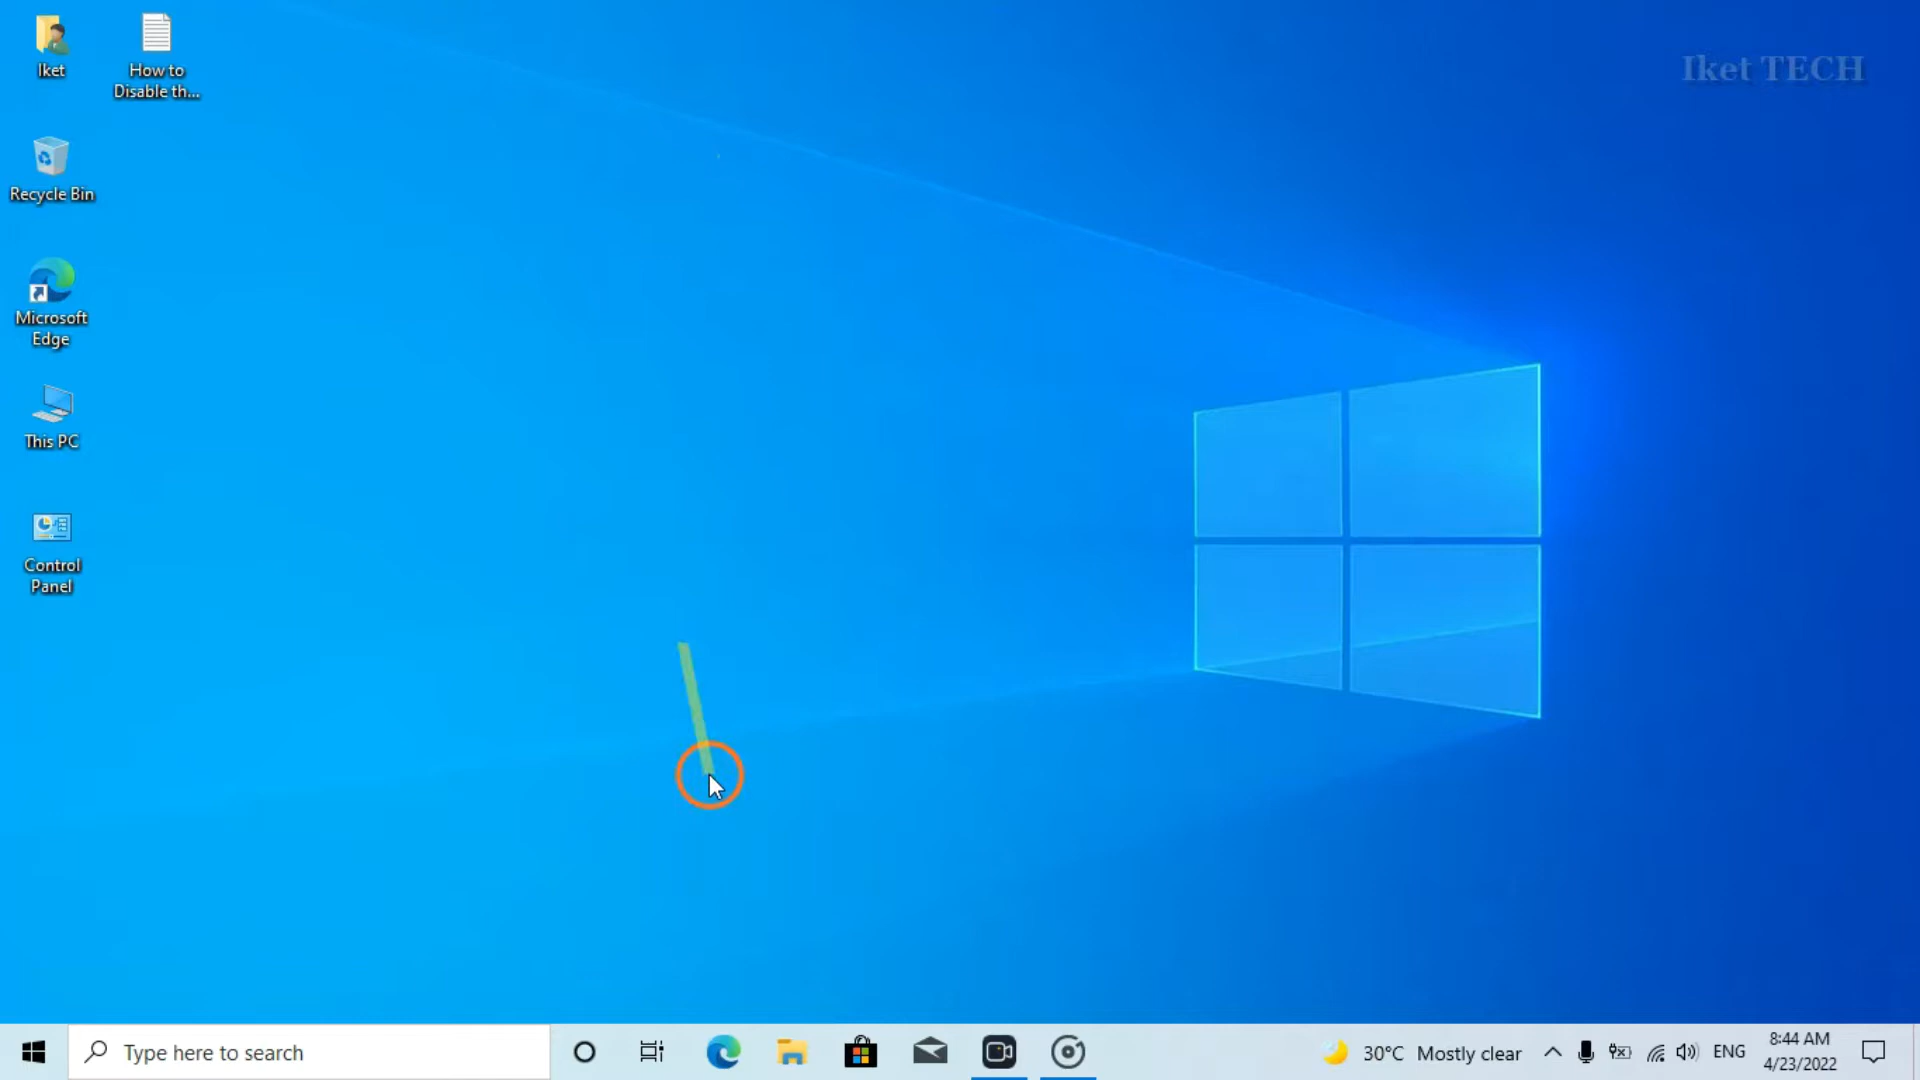 Iket
How to
Disable th...
Iket TECH
Recycle Bin
Microsoft
Edge
This PC
Control
Panel
Type here to search
30°C Mostly clear
ENG
8:44 AM
4/23/2022